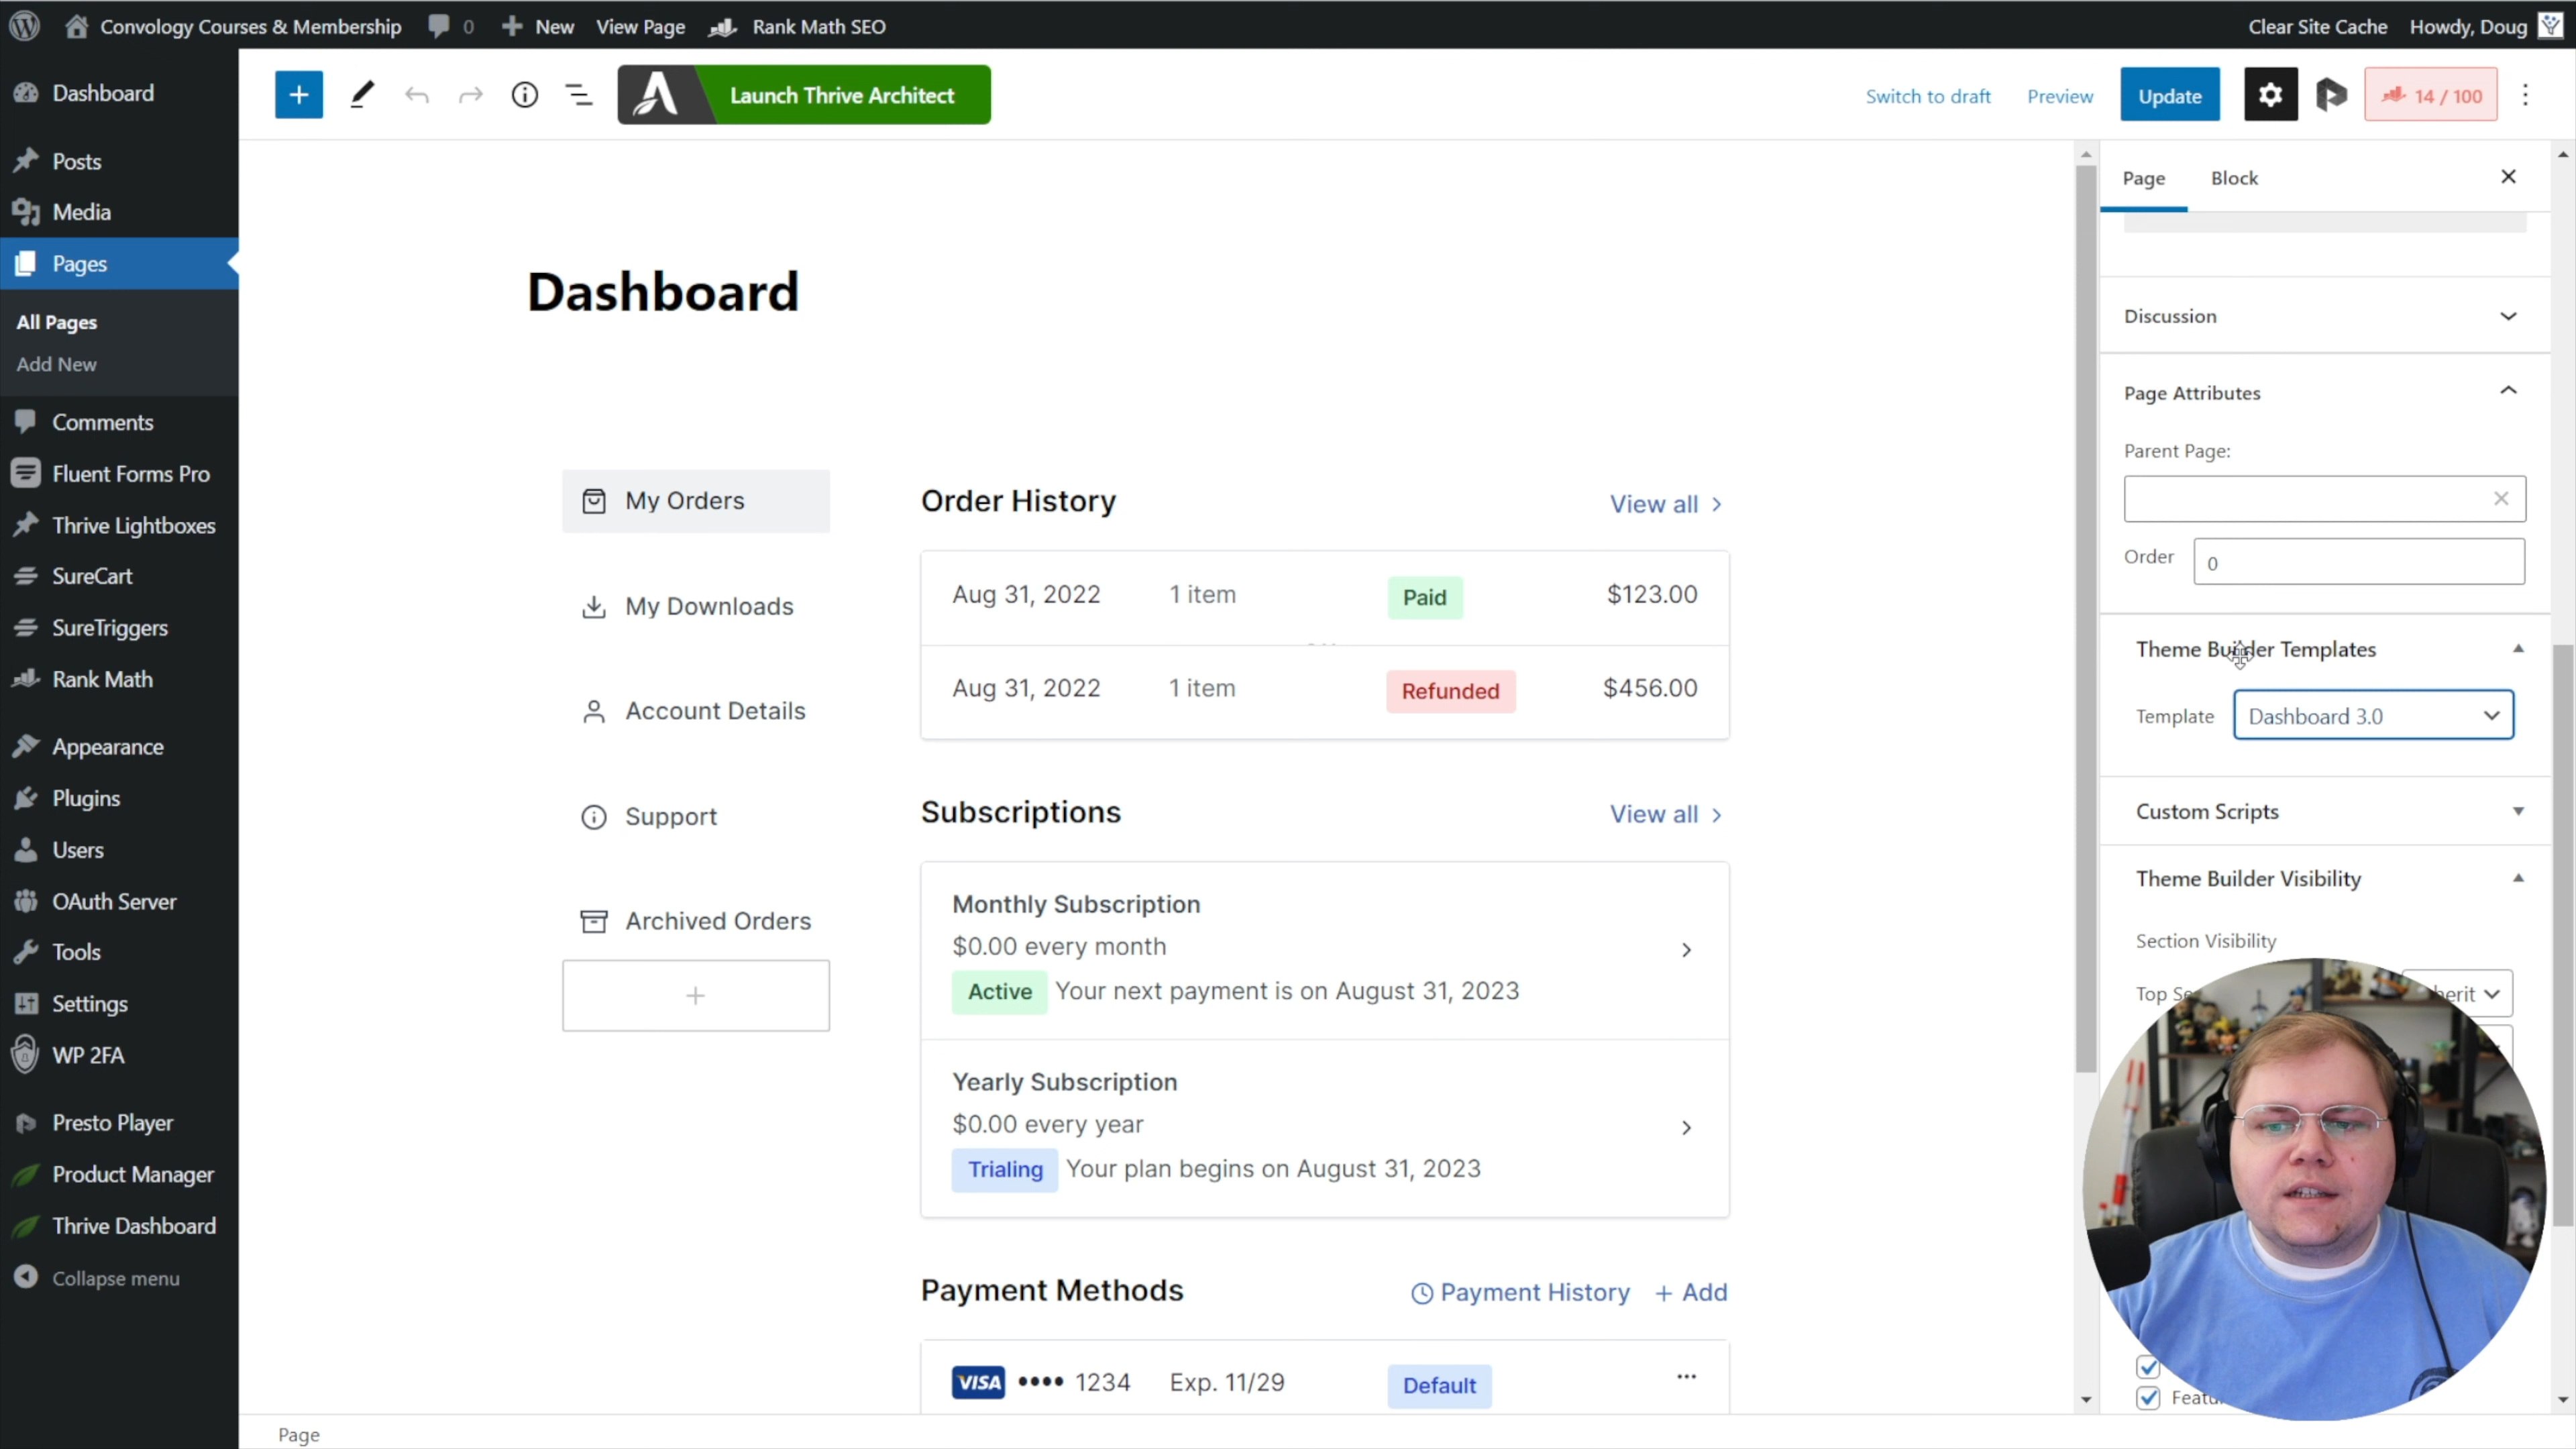 Convology Courses & Membership
0
New
View Page
Rank Math SEO
Clear Site Cache
Howdy, Doug
Dashboard
Posts
Media
Pages
All Pages
Add New
Comments
Fluent Forms Pro
Thrive Lightboxes
SureCart
SureTriggers
Rank Math
Appearance
Plugins
Users
OAuth Server
Tools
Settings
WP 2FA
Presto Player
Product Manager
Thrive Dashboard
Collapse menu
Launch Thrive Architect
Switch to draft
Preview
Update
14 / 100
Dashboard
My Orders
My Downloads
Account Details
Support
Archived Orders
Order History
View all
Aug 31, 2022 1 item Paid $123.00
Aug 31, 2022 1 item Refunded $456.00
Subscriptions
View all
Monthly Subscription
$0.00 every month
Active Your next payment is on August 31, 2023
Yearly Subscription
$0.00 every year
Trialing Your plan begins on August 31, 2023
Payment Methods
Payment History
+ Add
VISA •••• 1234 Exp. 11/29 Default
Page
Page
Block
Discussion
Page Attributes
Parent Page:
Order 0
Theme Builder Templates
Template Dashboard 3.0
Custom Scripts
Theme Builder Visibility
Section Visibility
Top